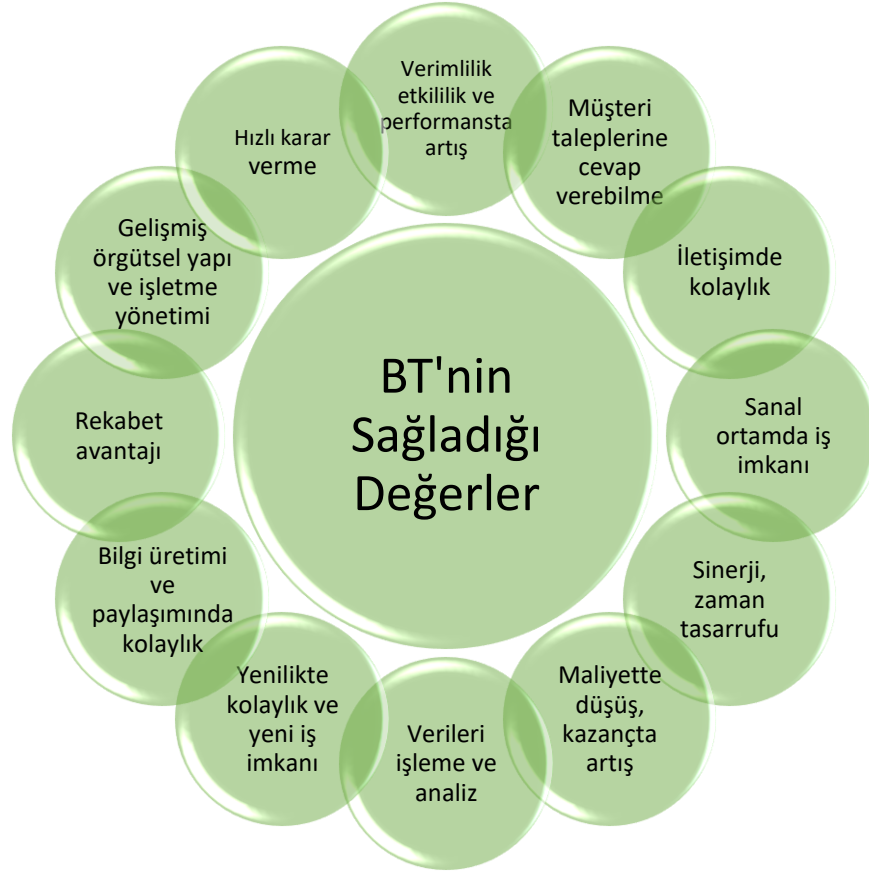 Verimlilik
etkililik ve
performansta
artış
Müşteri
taleplerine
cevap
verebilme
İletişimde
kolaylık
Sanal
ortamda iş
imkanı
Sinerji,
zaman
tasarrufu
Maliyette
düşüş,
kazançta
artış
Verileri
işleme ve
analiz
Yenilikte
kolaylık ve
yeni iş
imkanı
Bilgi üretimi
ve
paylaşımında
kolaylık
Rekabet
avantajı
Gelişmiş
örgütsel yapı
ve işletme
yönetimi
Hızlı karar
verme
BT'nin
Sağladığı
Değerler